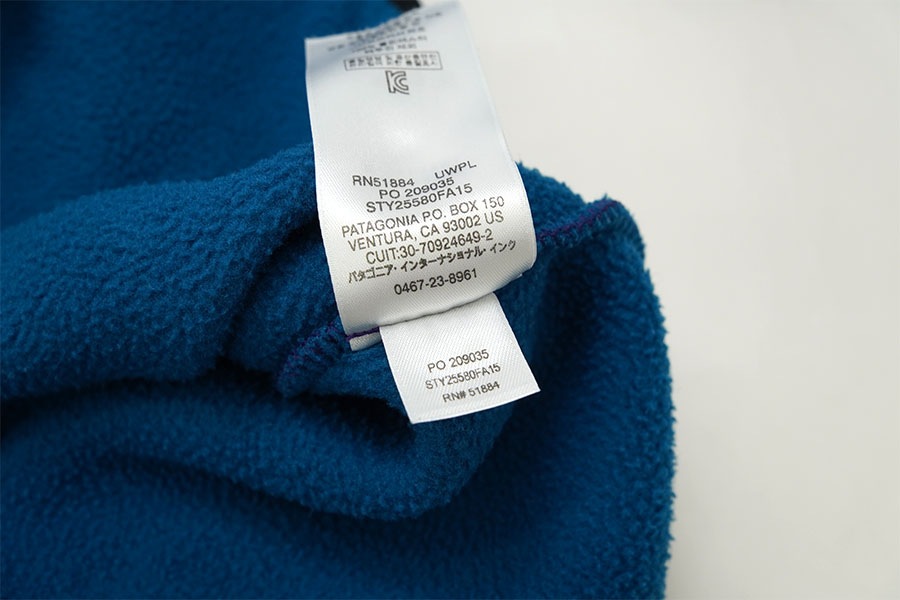 RN51884 UWPL
PO 209035
STY25580FA15
PATAGONIA P.O. BOX 150
VENTURA, CA 93002 US
CUIT:30-70924649-2
パタゴニア・インターナショナル・インク
0467-23-8961
PO 209035
STY25580FA15
RN# 51884